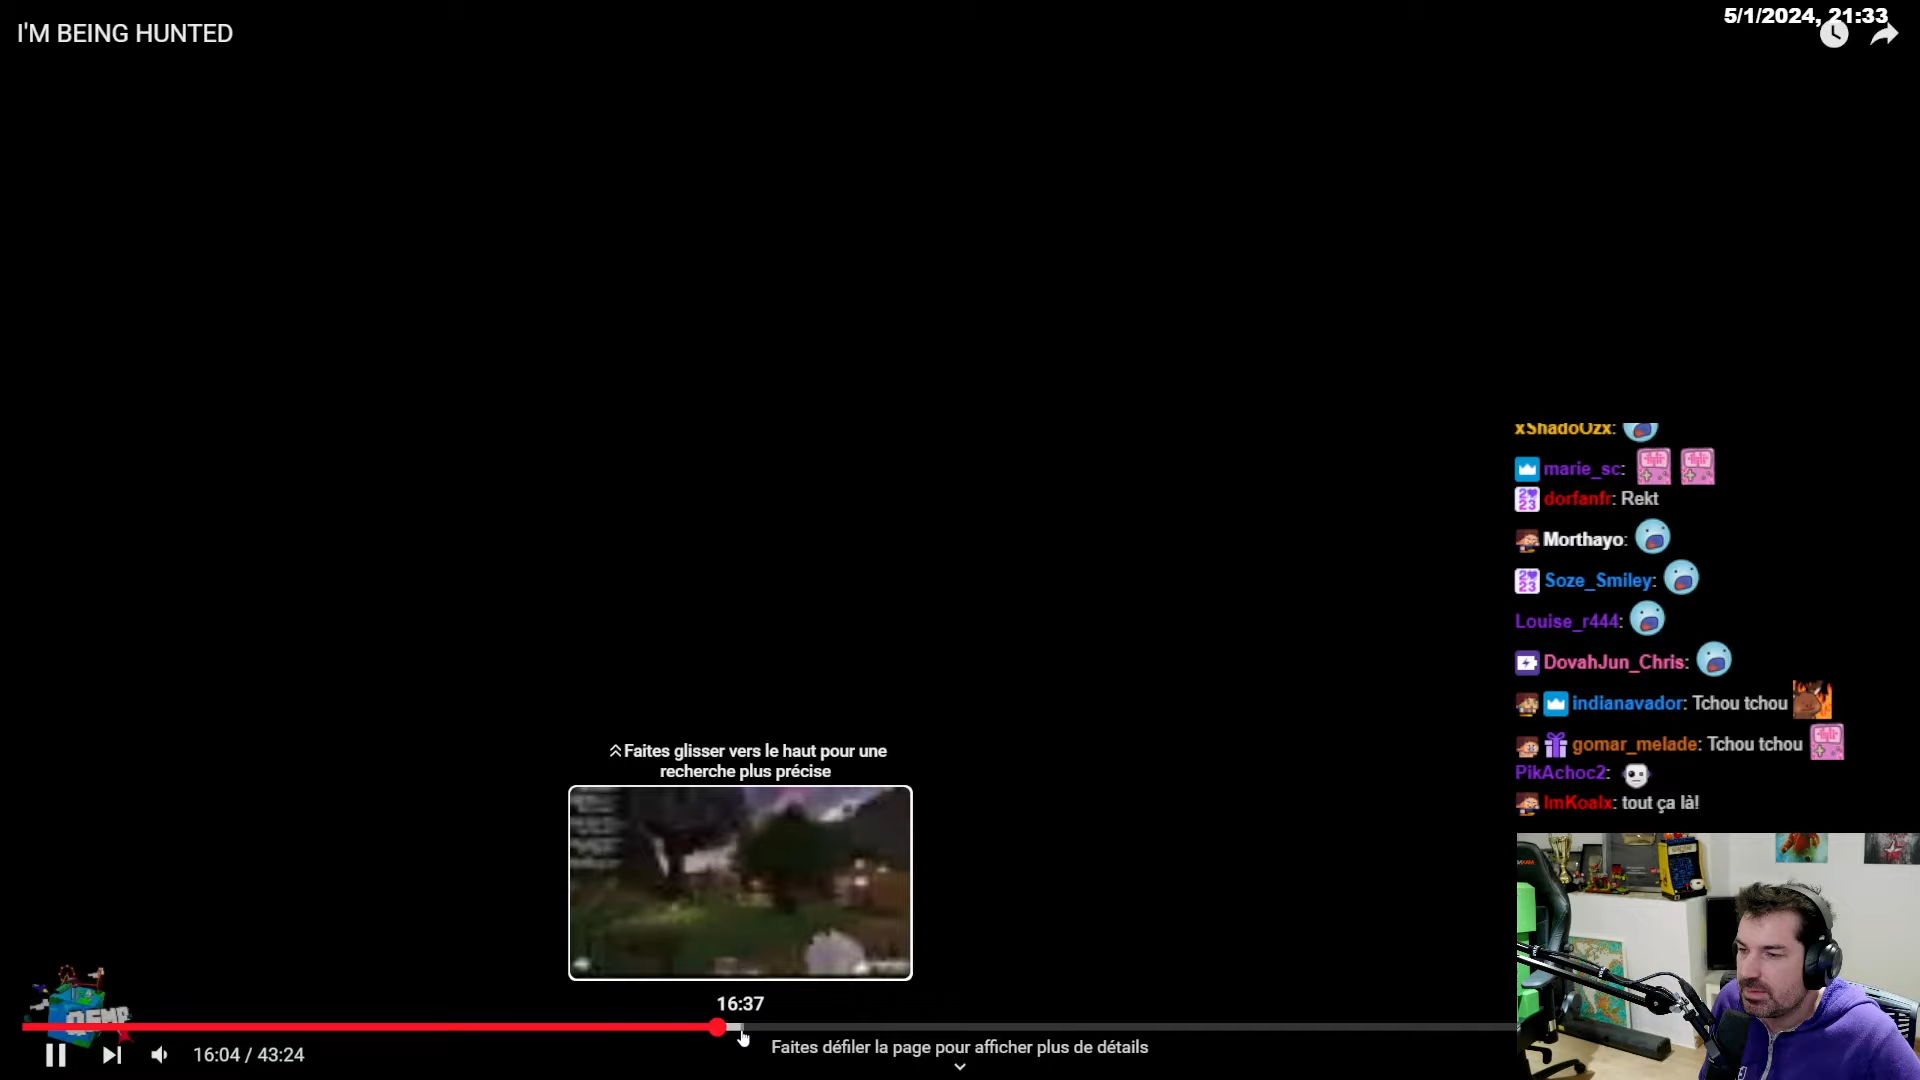 I'M BEING HUNTED
5/1/2024, 21:33
xShadoOzx:
marie_sc:
dorfanfr: Rekt
Morthayo:
Soze_Smiley:
Louise_r444:
DovahJun_Chris:
indianavador: Tchou tchou
gomar_melade: Tchou tchou
PikAchoc2:
ImKoalx: tout ça là!
Faites glisser vers le haut pour une
recherche plus précise
16:37
QSMP
16:04 / 43:24
Faites défiler la page pour afficher plus de détails